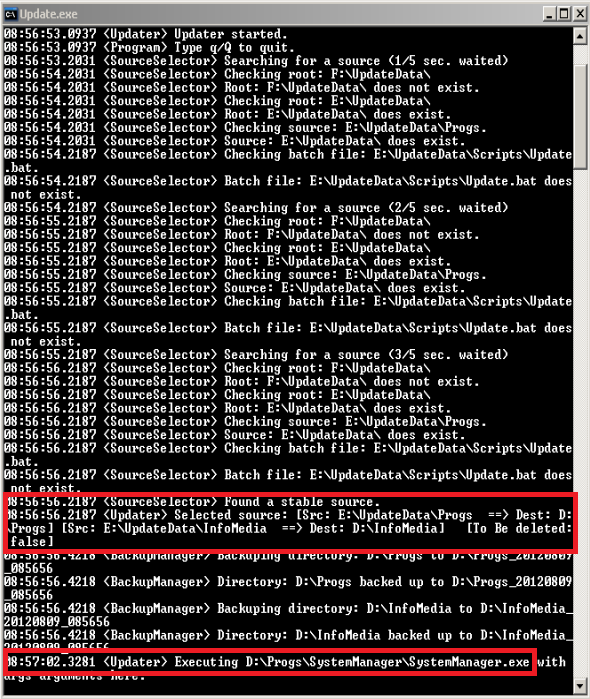 Update.exe
08:56:53.0937 <Updater> Updater started.
08:56:53.0937 <Program> Type q/Q to quit.
08:56:53.2031 <SourceSelector> Searching for a source (1/5 sec. waited)
08:56:54.2031 <SourceSelector> Checking root: F:\UpdateData\
08:56:54.2031 <SourceSelector> Root: F:\UpdateData\ does not exist.
08:56:54.2031 <SourceSelector> Checking root: E:\UpdateData\
08:56:54.2031 <SourceSelector> Root: E:\UpdateData\ does exist.
08:56:54.2031 <SourceSelector> Checking source: E:\UpdateData\Progs.
08:56:54.2031 <SourceSelector> Source: E:\UpdateData\ does exist.
08:56:54.2187 <SourceSelector> Checking batch file: E:\UpdateData\Scripts\Update
.bat.
08:56:54.2187 <SourceSelector> Batch file: E:\UpdateData\Scripts\Update.bat does
not exist.
08:56:54.2187 <SourceSelector> Searching for a source (2/5 sec. waited)
08:56:55.2187 <SourceSelector> Checking root: F:\UpdateData\
08:56:55.2187 <SourceSelector> Root: F:\UpdateData\ does not exist.
08:56:55.2187 <SourceSelector> Checking root: E:\UpdateData\
08:56:55.2187 <SourceSelector> Root: E:\UpdateData\ does exist.
08:56:55.2187 <SourceSelector> Checking source: E:\UpdateData\Progs.
08:56:55.2187 <SourceSelector> Source: E:\UpdateData\ does exist.
08:56:55.2187 <SourceSelector> Checking batch file: E:\UpdateData\Scripts\Update
.bat.
08:56:55.2187 <SourceSelector> Batch file: E:\UpdateData\Scripts\Update.bat does
not exist.
08:56:55.2187 <SourceSelector> Searching for a source (3/5 sec. waited)
08:56:56.2187 <SourceSelector> Checking root: F:\UpdateData\
08:56:56.2187 <SourceSelector> Root: F:\UpdateData\ does not exist.
08:56:56.2187 <SourceSelector> Checking root: E:\UpdateData\
08:56:56.2187 <SourceSelector> Root: E:\UpdateData\ does exist.
08:56:56.2187 <SourceSelector> Checking source: E:\UpdateData\Progs.
08:56:56.2187 <SourceSelector> Source: E:\UpdateData\ does exist.
08:56:56.2187 <SourceSelector> Checking batch file: E:\UpdateData\Scripts\Update
.bat.
08:56:56.2187 <SourceSelector> Batch file: E:\UpdateData\Scripts\Update.bat does
not exist.
08:56:56.2187 <SourceSelector> Found a stable source.
08:56:56.2187 <Updater> Selected source: [Src: E:\UpdateData\Progs ==> Dest: D:
\Progs] [Src: E:\UpdateData\InfoMedia ==> Dest: D:\InfoMedia] [To Be deleted:
false]
08:56:56.4218 <BackupManager> Backuping directory: D:\Progs to D:\Progs_20120809
_085656
08:56:56.4218 <BackupManager> Directory: D:\Progs backed up to D:\Progs_20120809
_085656
08:56:56.4218 <BackupManager> Backuping directory: D:\InfoMedia to D:\InfoMedia_
20120809_085656
08:56:56.4218 <BackupManager> Directory: D:\InfoMedia backed up to D:\InfoMedia_
20120809_085656
08:57:02.3281 <Updater> Executing D:\Progs\SystemManager\SystemManager.exe with
args arguments here.